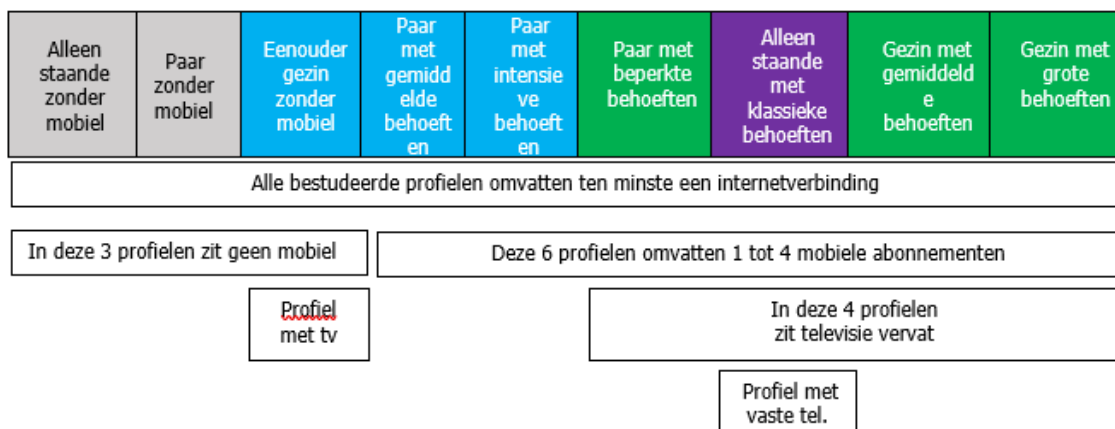 Alleen
staande
zonder
mobiel
Paar
zonder
mobiel
Eenouder
gezin
zonder
mobiel
Paar
met
gemidd
elde
behoeft
en
Paar
met
intensie
ve
behoeft
en
Paar met
beperkte
behoeften
Alleen
staande
met
klassieke
behoeften
Gezin met
gemiddeld
e
behoeften
Gezin met
grote
behoeften
Alle bestudeerde profielen omvatten ten minste een internetverbinding
In deze 3 profielen zit geen mobiel
Deze 6 profielen omvatten 1 tot 4 mobiele abonnementen
Profiel
met tv
In deze 4 profielen
zit televisie vervat
Profiel met
vaste tel.